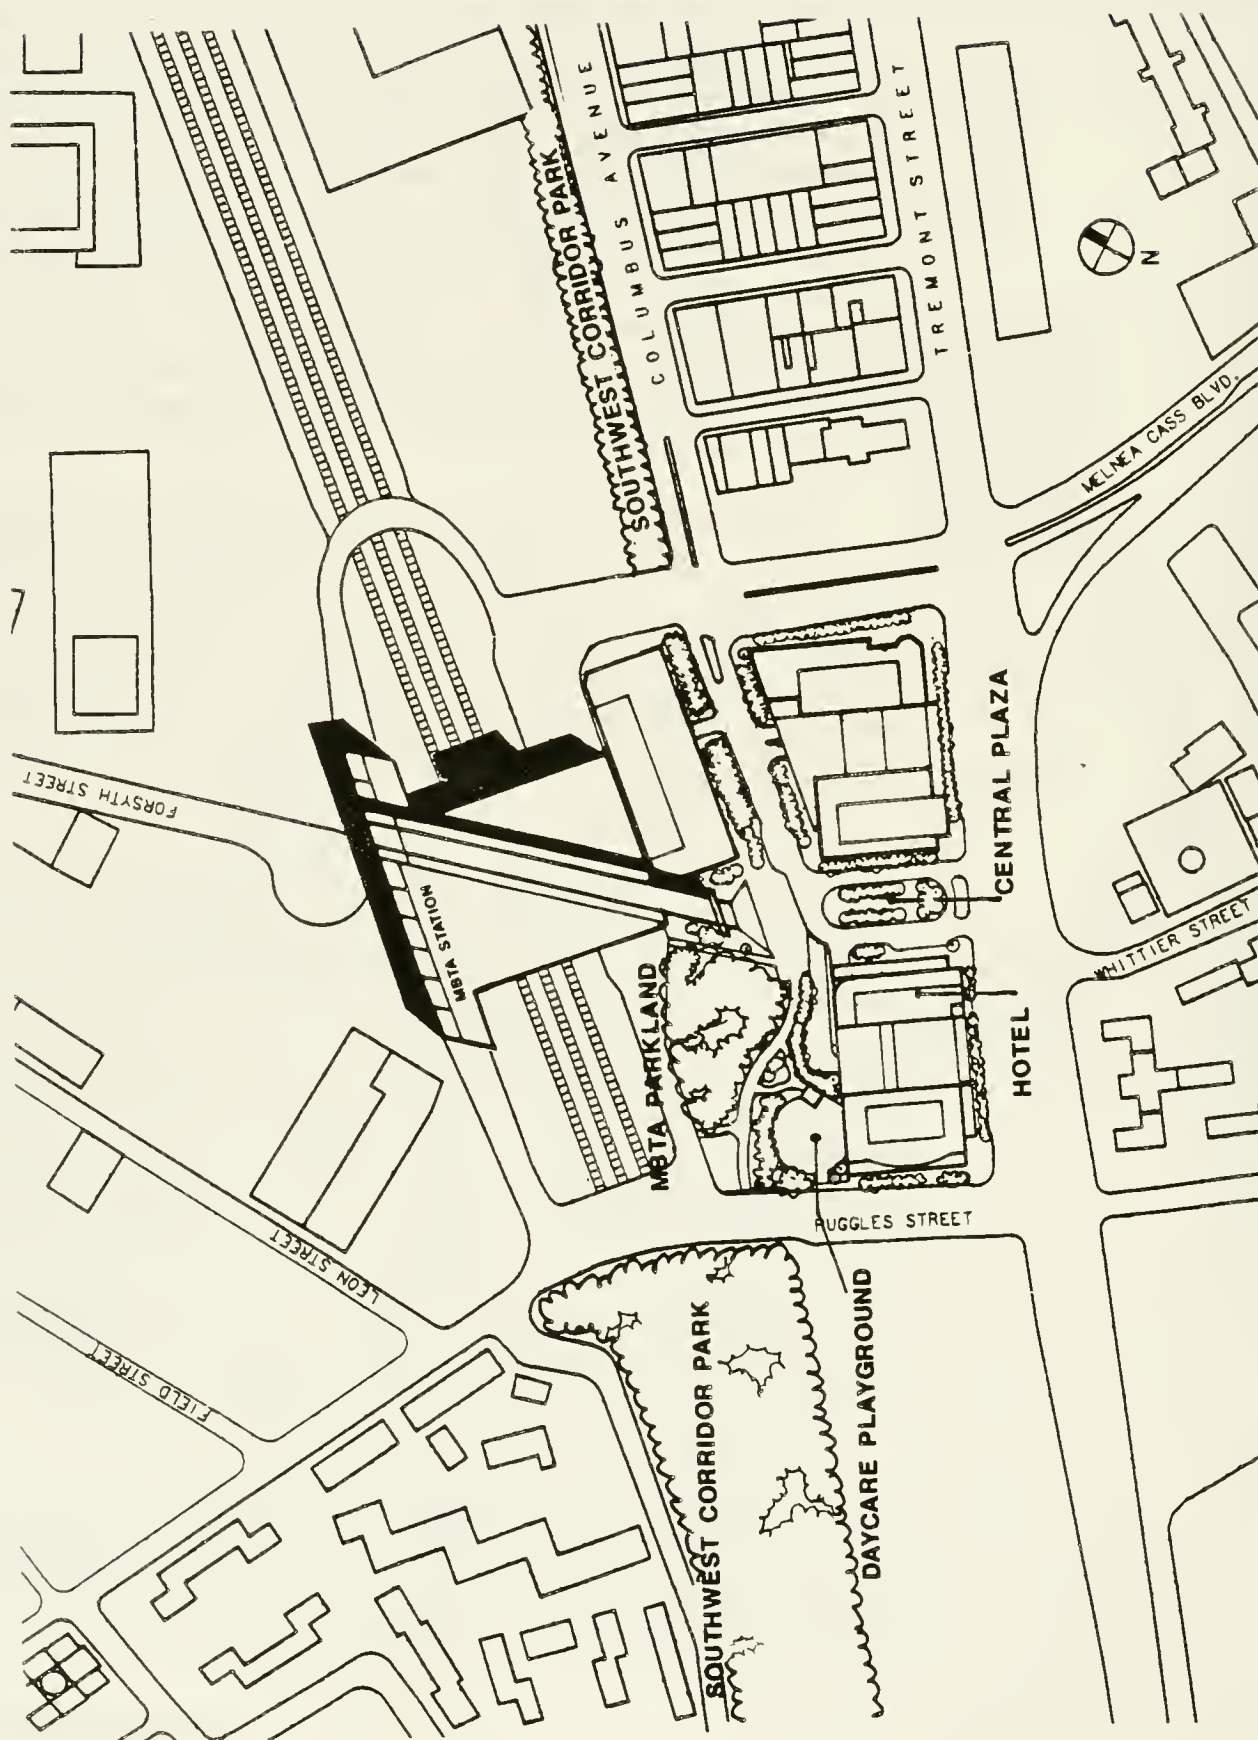 FORSYTH STREET
FIELD STREET
LEON STREET
MBTA STATION
SOUTHWEST CORRIDOR PARK
COLUMBUS AVENUE
MBTA PARKLAND
SOUTHWEST CORRIDOR PARK
TREMONT STREET
RUGGLES STREET
DAYCARE PLAYGROUND
CENTRAL PLAZA
HOTEL
N
MELNEA CASS BLVD.
WHITTIER STREET